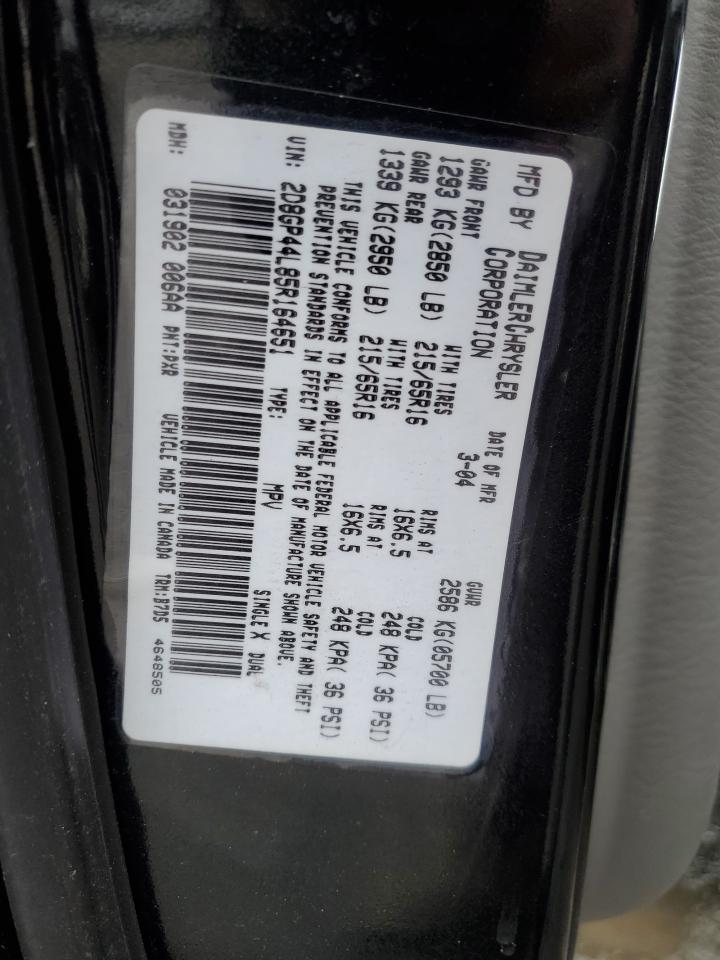 MFD BY DAIMLERCHRYSLER CORPORATION DATE OF MFR 3-04 GVWR 2586 KG(05700 LB)
GAWR FRONT WITH TIRES RIMS AT COLD
1293 KG(2850 LB) 215/65R16 16X6.5 248 KPA( 36 PSI)
GAWR REAR WITH TIRES RIMS AT COLD
1339 KG(2950 LB) 215/65R16 16X6.5 248 KPA( 36 PSI)
THIS VEHICLE CONFORMS TO ALL APPLICABLE FEDERAL MOTOR VEHICLE SAFETY AND THEFT
PREVENTION STANDARDS IN EFFECT ON THE DATE OF MANUFACTURE SHOWN ABOVE.
VIN: 2D8GP44L85R164651 TYPE: MPV SINGLE X DUAL
MDH: 031902 006AA PNT:DX8 VEHICLE MADE IN CANADA TRM:B7D5 4648505